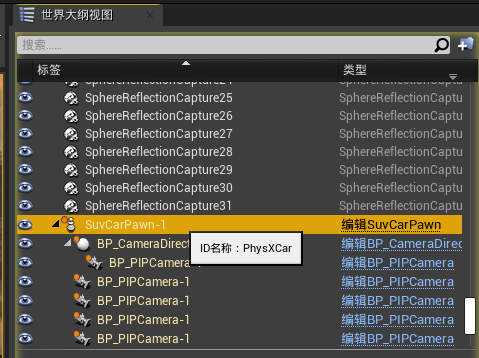 世界大纲视图
搜索......
标签 类型
SphereReflectionCapture25 SphereReflectionCaptu
SphereReflectionCapture26 SphereReflectionCaptu
SphereReflectionCapture27 SphereReflectionCaptu
SphereReflectionCapture28 SphereReflectionCaptu
SphereReflectionCapture29 SphereReflectionCaptu
SphereReflectionCapture30 SphereReflectionCaptu
SphereReflectionCapture31 SphereReflectionCaptu
SuvCarPawn-1 编辑SuvCarPawn
BP_CameraDirect 编辑BP_CameraDirec
ID名称：PhysXCar
BP_PIPCamera-1 编辑BP_PIPCamera
BP_PIPCamera-1 编辑BP_PIPCamera
BP_PIPCamera-1 编辑BP_PIPCamera
BP_PIPCamera-1 编辑BP_PIPCamera
BP_PIPCamera-1 编辑BP_PIPCamera